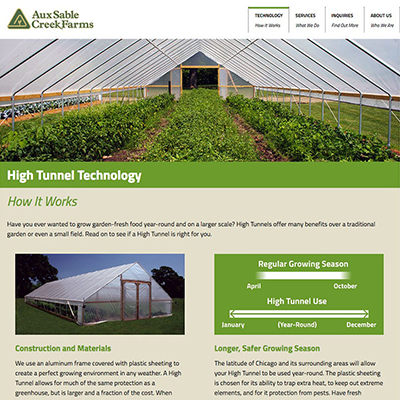 Aux Sable
Creek Farms
TECHNOLOGY SERVICES INQUIRIES ABOUT US
How It Works What We Do Find Out More Who We Are
High Tunnel Technology
How It Works
Have you ever wanted to grow garden-fresh food year-round and on a larger scale? High Tunnels offer many benefits over a traditional
garden or even a small field. Read on to see if a High Tunnel is right for you.
Regular Growing Season
April October
High Tunnel Use
January (Year-Round) December
Construction and Materials
We use an aluminum frame covered with plastic sheeting to
create a perfect growing environment in any weather. A High
Tunnel allows for much of the same protection as a
greenhouse, but is larger and a fraction of the cost. When
Longer, Safer Growing Season
The latitude of Chicago and its surrounding areas will allow
your High Tunnel to be used year-round. The plastic sheeting
is chosen for its ability to trap extra heat, to keep out extreme
elements, and for it protection from pests. Have fresh